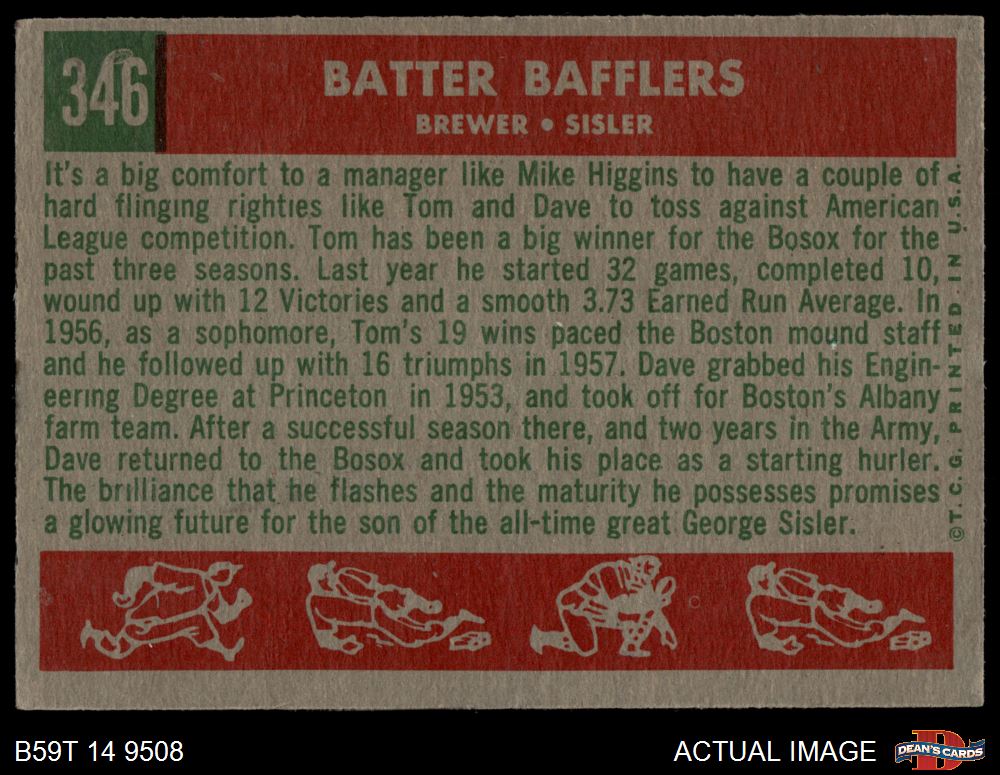 346
BATTER BAFFLERS
BREWER • SISLER
It's a big comfort to a manager like Mike Higgins to have a couple of
hard flinging righties like Tom and Dave to toss against American
League competition. Tom has been a big winner for the Bosox for the
past three seasons. Last year he started 32 games, completed 10,
wound up with 12 Victories and a smooth 3.73 Earned Run Average. In
1956, as a sophomore, Tom's 19 wins paced the Boston mound staff
and he followed up with 16 triumphs in 1957. Dave grabbed his Engin-
eering Degree at Princeton in 1953, and took off for Boston's Albany
farm team. After a successful season there, and two years in the Army,
Dave returned to the Bosox and took his place as a starting hurler.
The brilliance that he flashes and the maturity he possesses promises
a glowing future for the son of the all-time great George Sisler.
©T.C.G. PRINTED IN U.S.A.
B59T 14 9508
ACTUAL IMAGE
DEAN'S CARDS